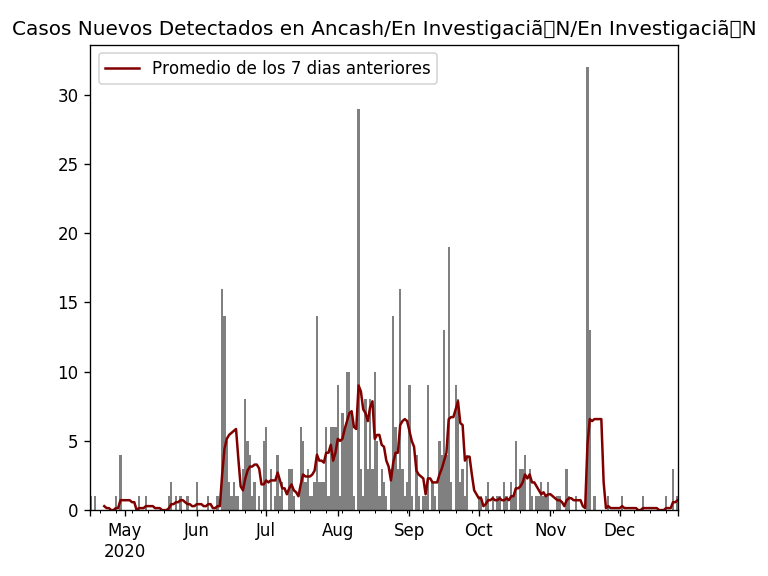 Casos Nuevos Detectados en Ancash/En Investigaciã▯N/En Investigaciã▯N
Promedio de los 7 dias anteriores
30
25
20
15
10
5
0
May Jun Jul Aug Sep Oct Nov Dec
2020